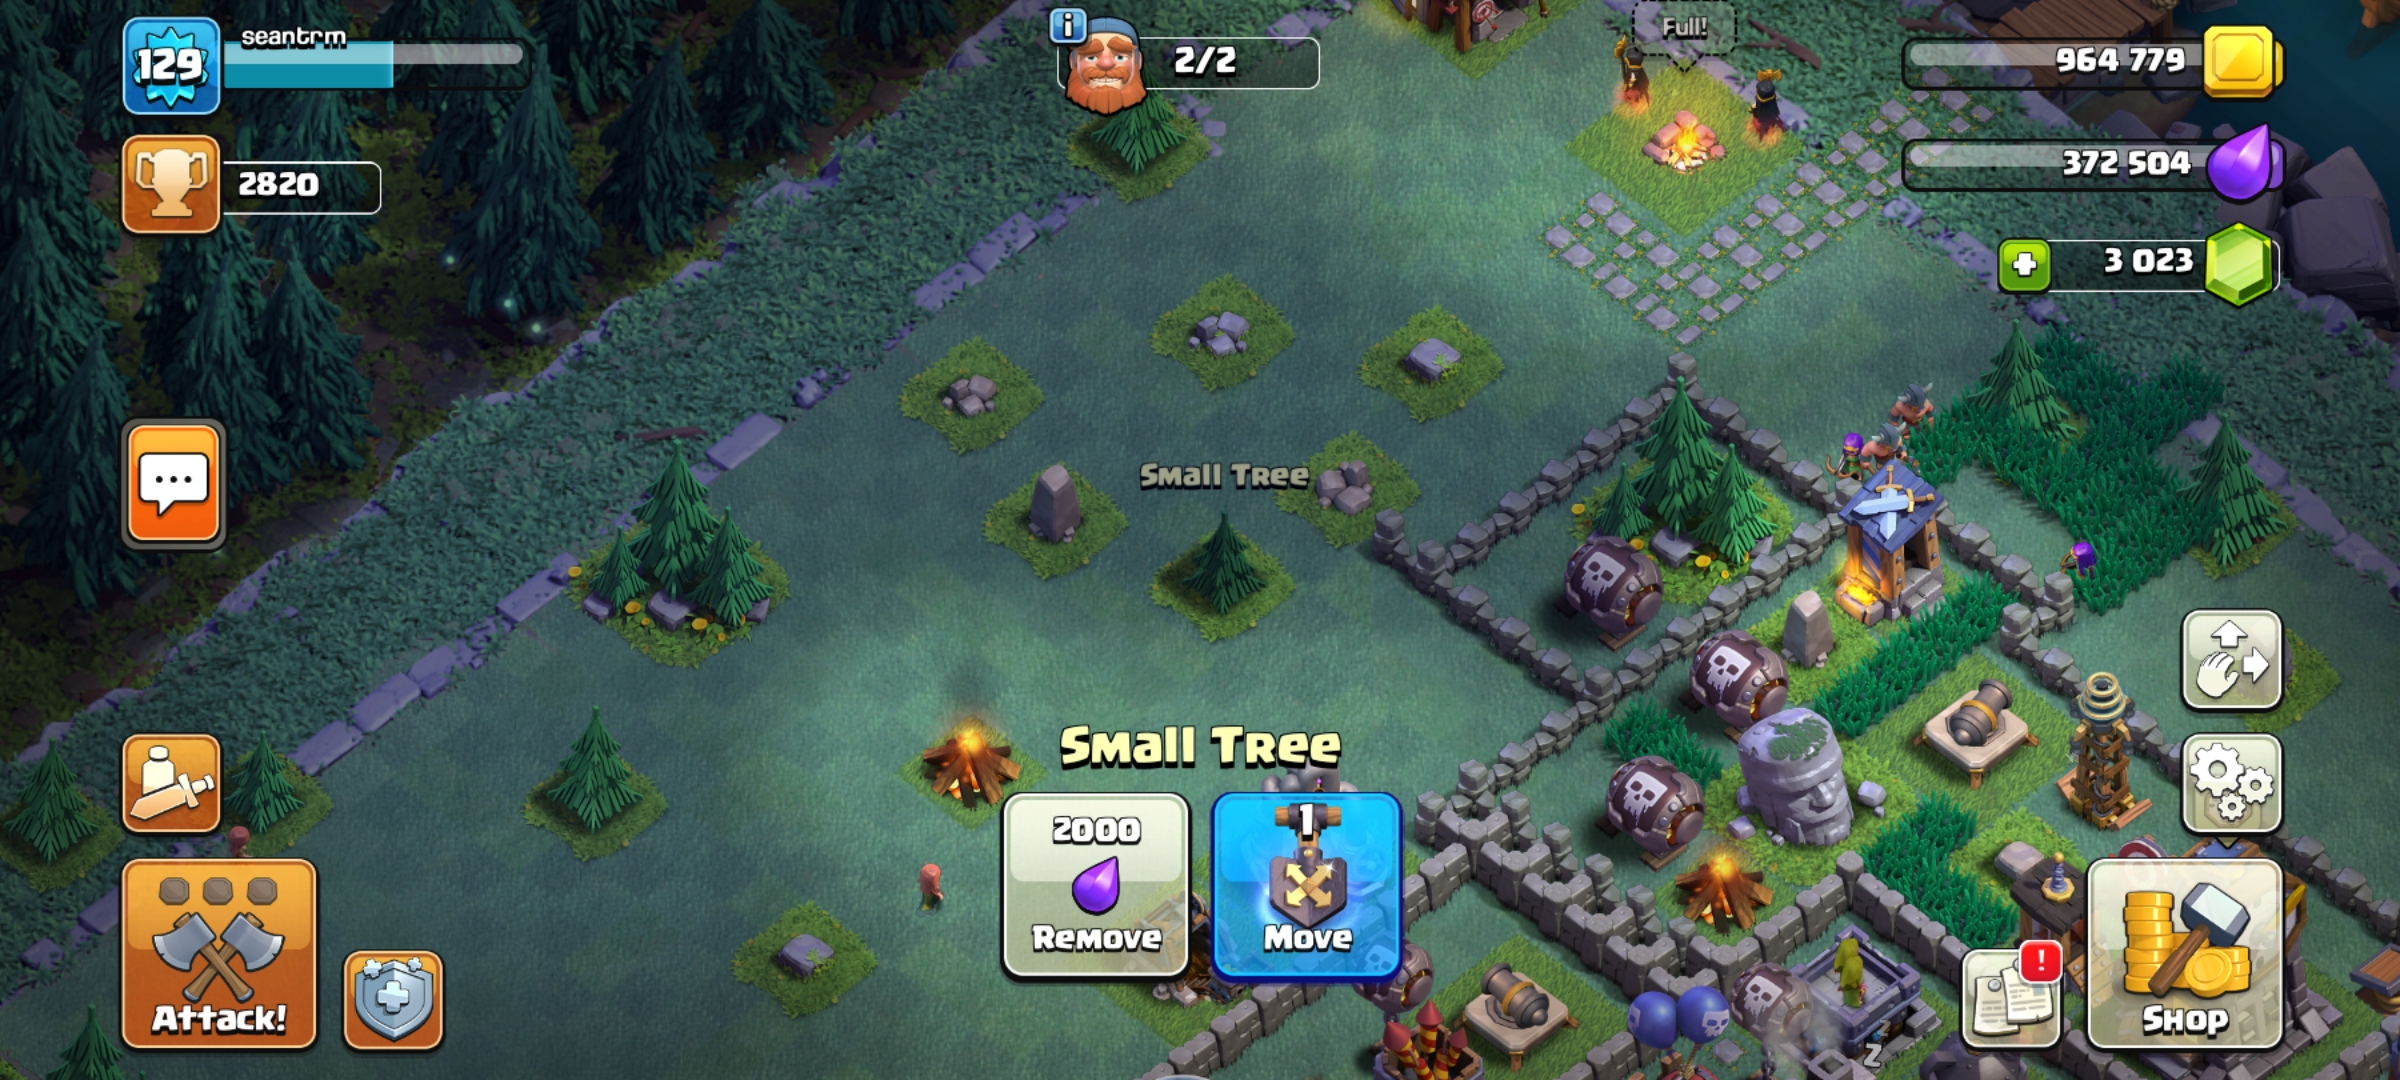 129
seantrm
2/2
Full!
964 779
2820
372 504
3 023
Small Tree
Small Tree
2000
1
Remove
Move
Attack!
!
Shop
z
z